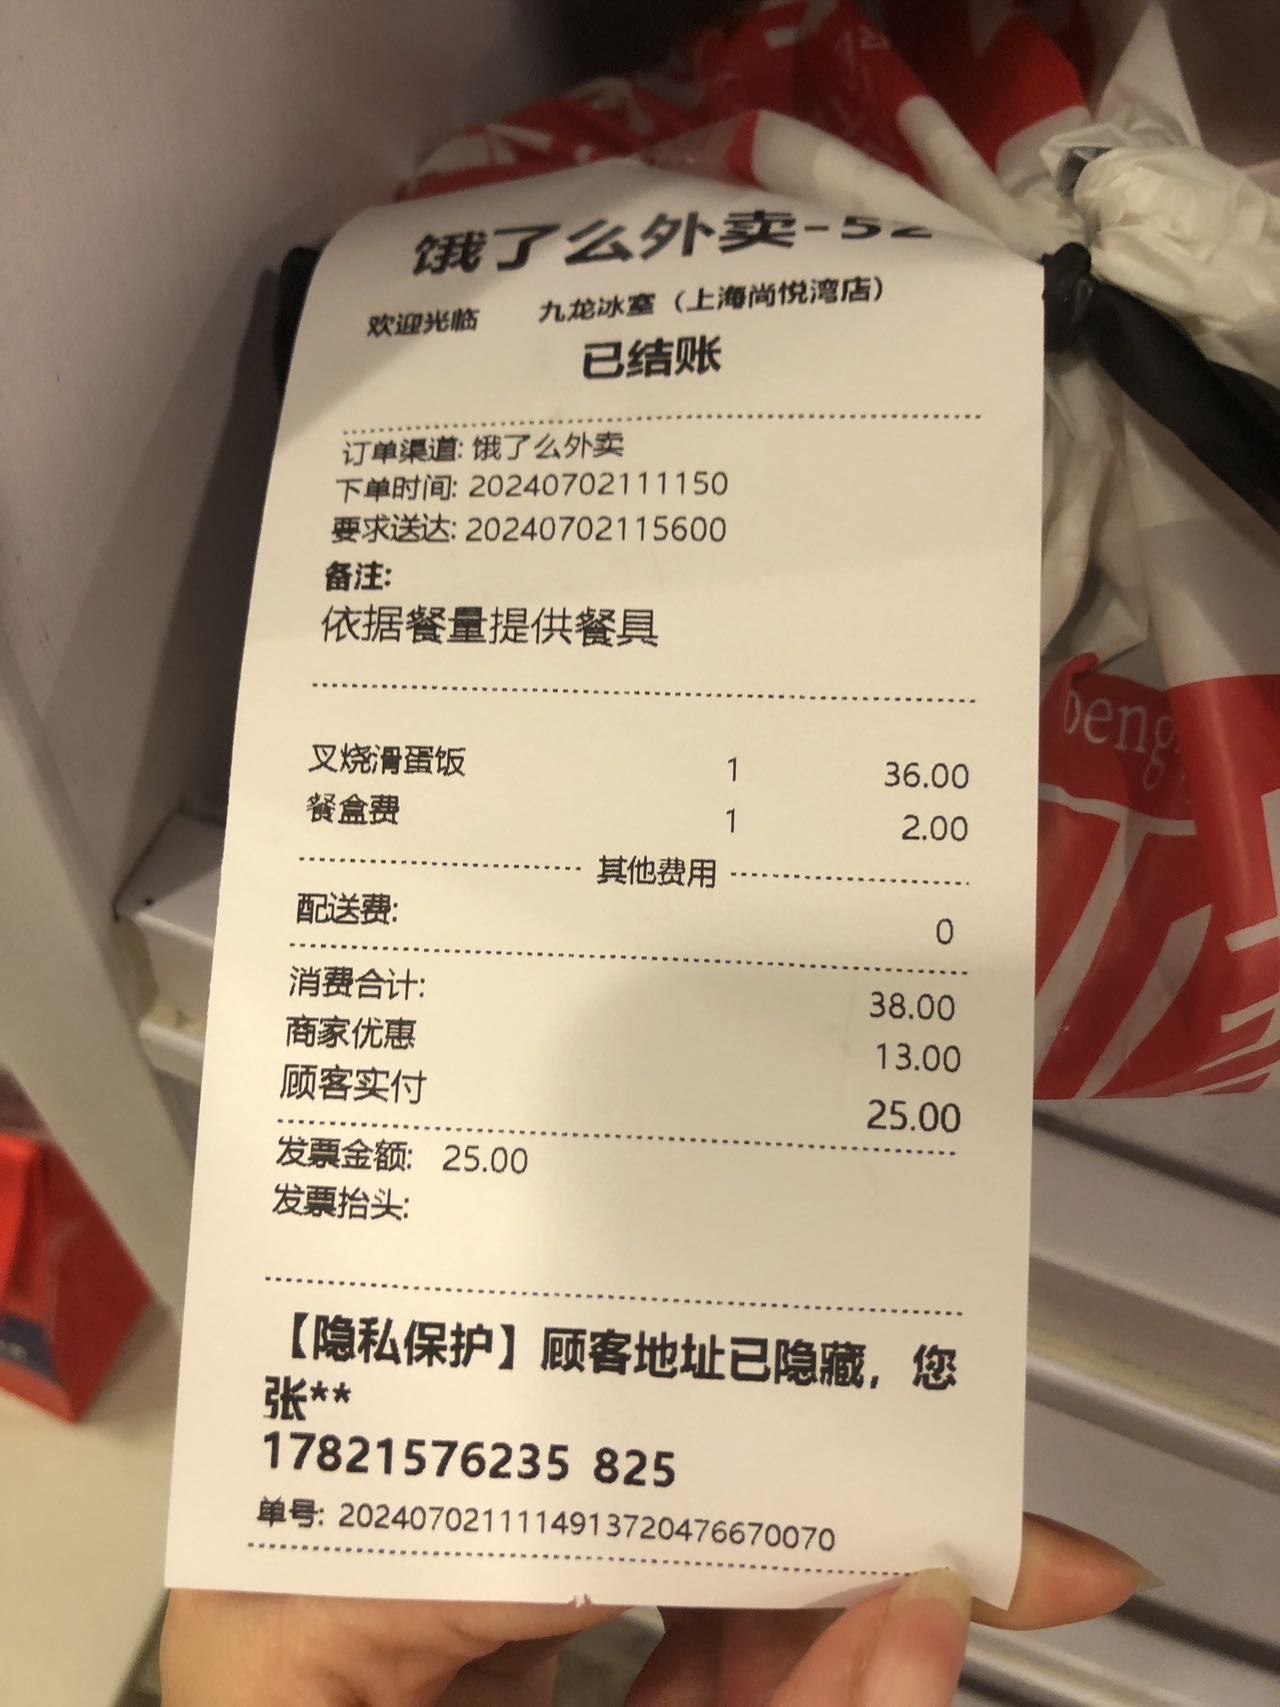 饿了么外卖-52
欢迎光临 九龙冰室（上海尚悦湾店）
已结账
订单渠道: 饿了么外卖
下单时间: 20240702111150
要求送达: 20240702115600
备注:
依据餐量提供餐具
叉烧滑蛋饭 1 36.00
餐盒费 1 2.00
其他费用
配送费: 0
消费合计: 38.00
商家优惠 13.00
顾客实付 25.00
发票金额: 25.00
发票抬头:
【隐私保护】顾客地址已隐藏，您
张**
17821576235 825
单号: 2024070211114913720476670070
beng